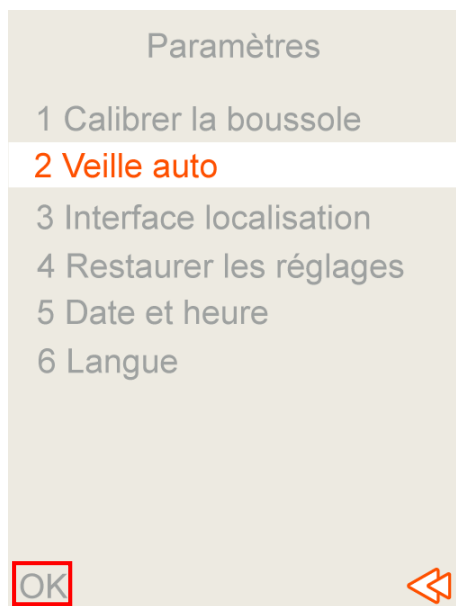 Paramètres
1 Calibrer la boussole
2 Veille auto
3 Interface localisation
4 Restaurer les réglages
5 Date et heure
6 Langue
OK